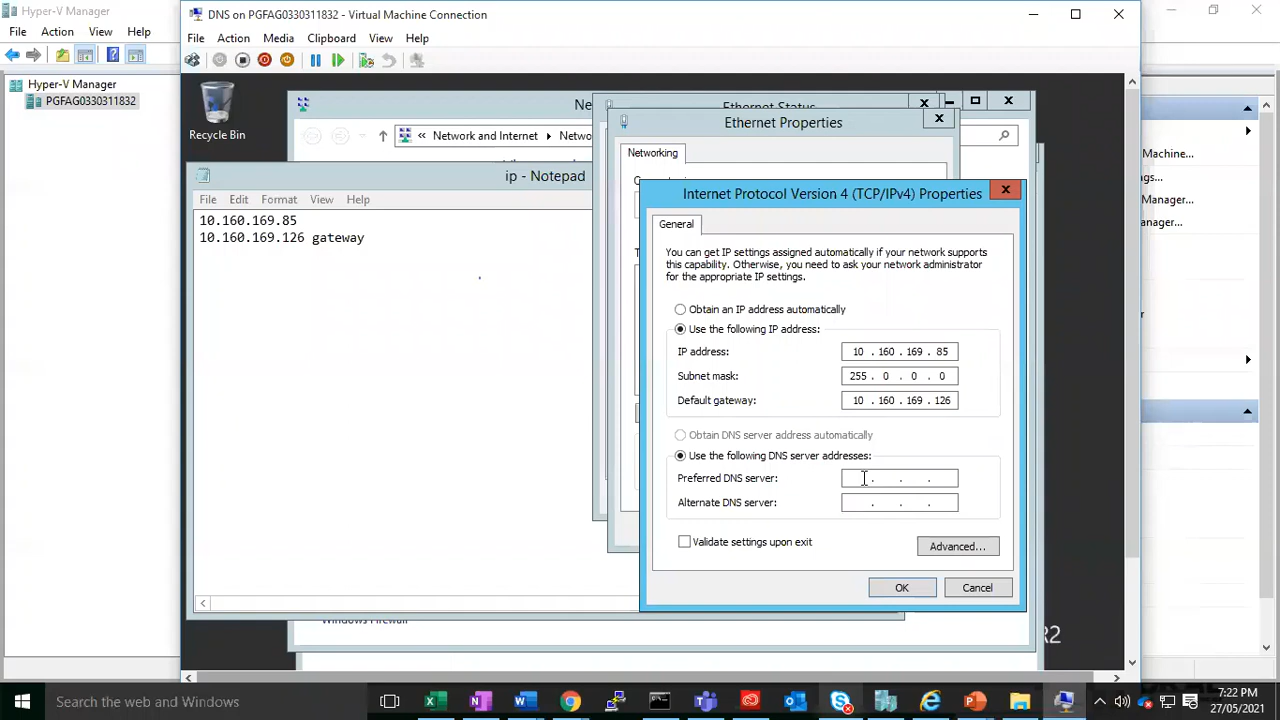 Hyper-V Manager
File Action View Help
Hyper-V Manager
PGFAG0330311832
DNS on PGFAG0330311832 - Virtual Machine Connection
File Action Media Clipboard View Help
Recycle Bin
Ne
Ethernet Status
« Network and Internet ▸ Netwo
Ethernet Properties
Networking
ip - Notepad
File Edit Format View Help
10.160.169.85
10.160.169.126 gateway
Internet Protocol Version 4 (TCP/IPv4) Properties
General
You can get IP settings assigned automatically if your network supports
this capability. Otherwise, you need to ask your network administrator
for the appropriate IP settings.
Obtain an IP address automatically
Use the following IP address:
IP address: 10 . 160 . 169 . 85
Subnet mask: 255 . 0 . 0 . 0
Default gateway: 10 . 160 . 169 . 126
Obtain DNS server address automatically
Use the following DNS server addresses:
Preferred DNS server: . . .
Alternate DNS server: . . .
Validate settings upon exit
Advanced...
OK Cancel
Windows Firewall
R2
Machine...
gs...
Machine...
ger...
Search the web and Windows
7:22 PM
27/05/2021